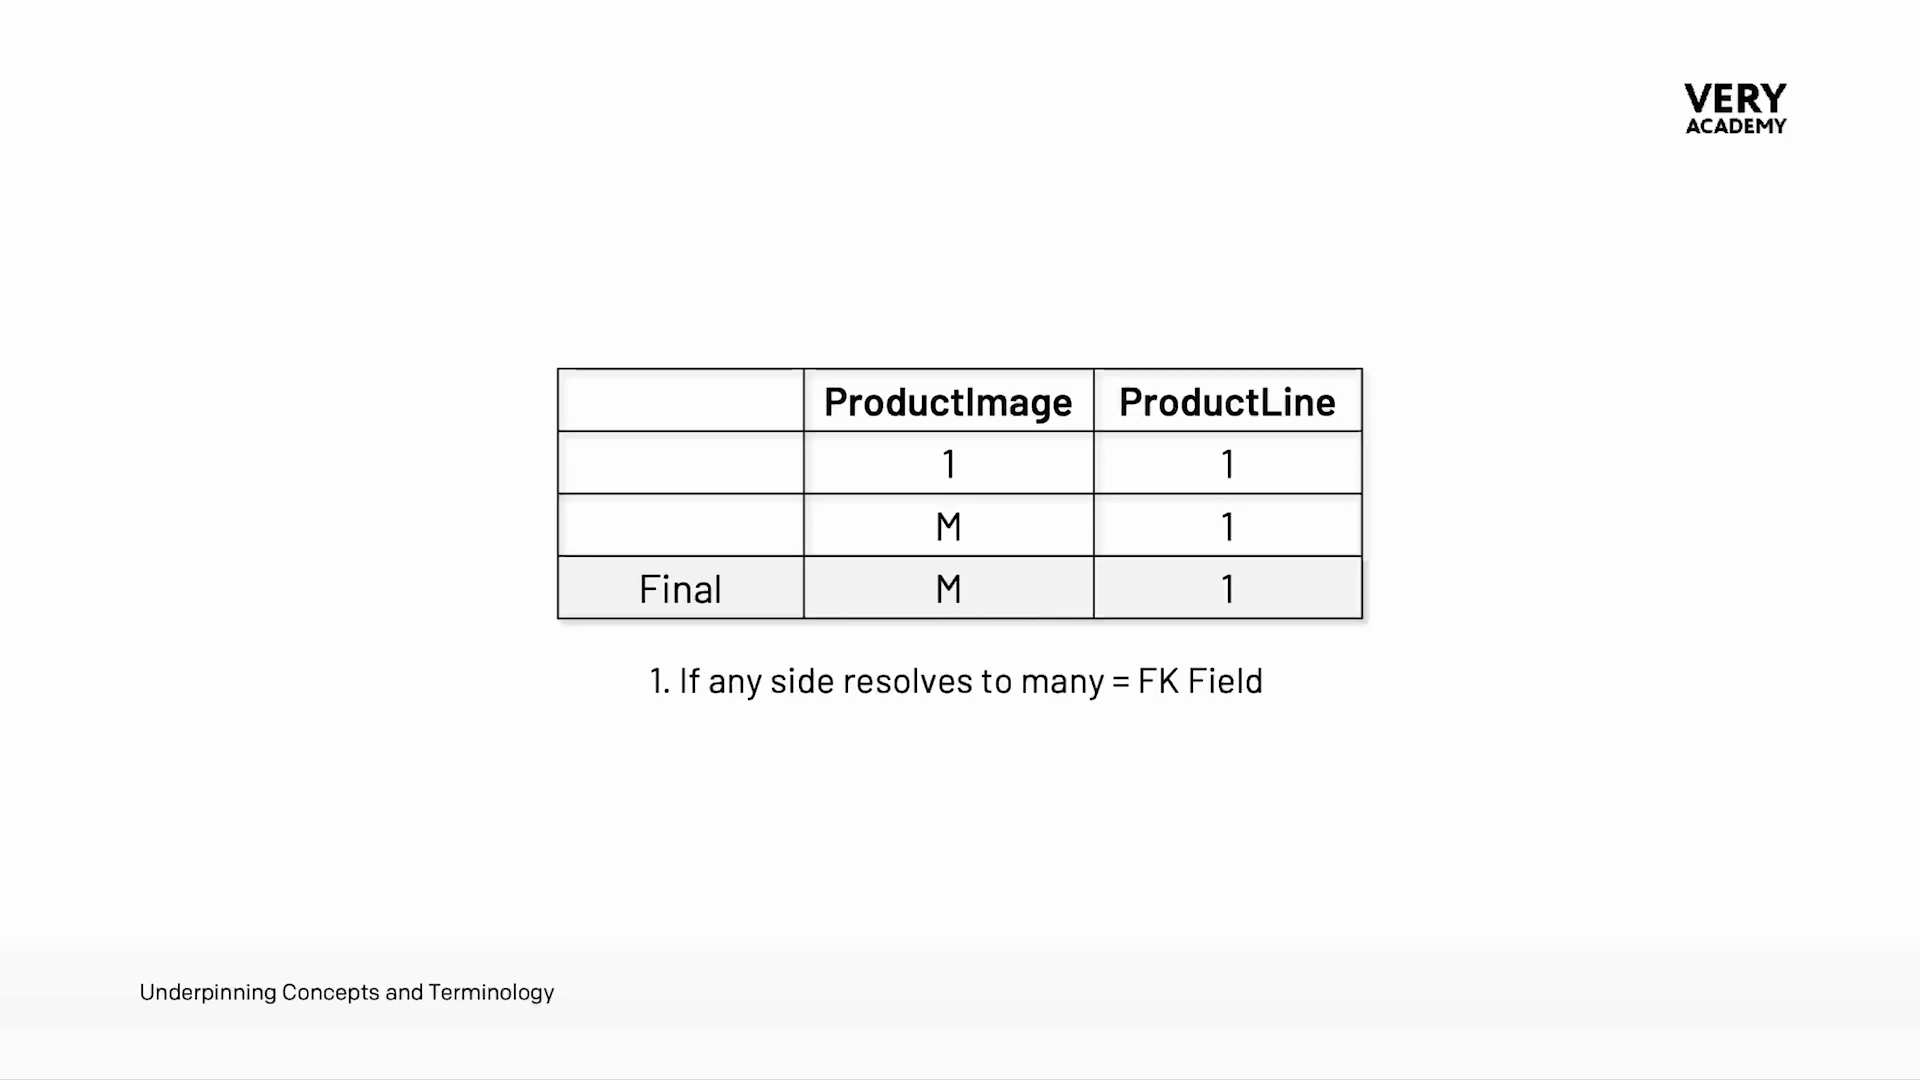 VERY
ACADEMY
ProductImage ProductLine
1 1
M 1
Final M 1
1. If any side resolves to many = FK Field
Underpinning Concepts and Terminology